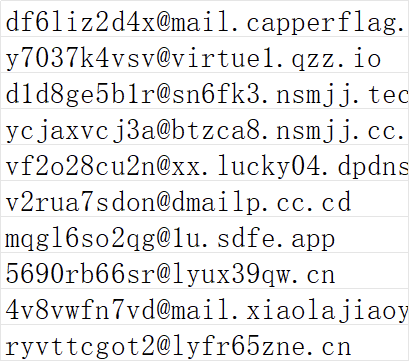 df6liz2d4x@mail.capperflag.
y7037k4vsv@virtue1.qzz.io
d1d8ge5b1r@sn6fk3.nsmjj.tec
ycjaxvcj3a@btzca8.nsmjj.cc.
vf2o28cu2n@xx.lucky04.dpdns
v2rua7sdon@dmailp.cc.cd
mqgl6so2qg@1u.sdfe.app
5690rb66sr@lyux39qw.cn
4v8vwfn7vd@mail.xiaolajiaoy
ryvttcgot2@lyfr65zne.cn